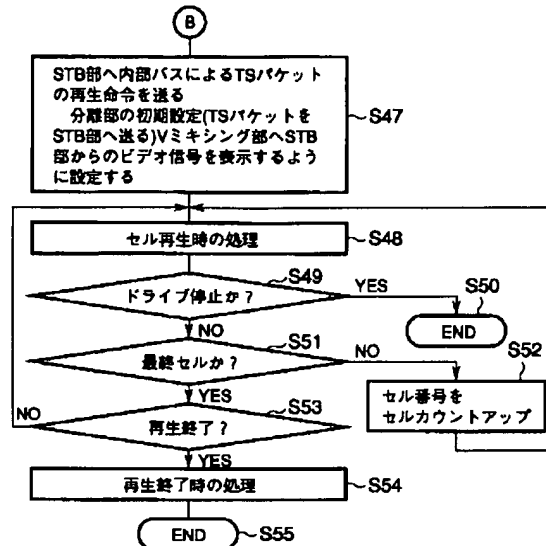 B
STB部へ内部バスによるTSパケット
の再生命令を送る
分離部の初期設定(TSパケットを
STB部へ送る)Vミキシング部へSTB
部からのビデオ信号を表示するよう
に設定する
S47
セル再生時の処理
S48
S49
ドライブ停止か?
YES
S50
END
NO
S51
最終セルか?
NO
S52
セル番号を
セルカウントアップ
YES
S53
NO
再生終了?
YES
再生終了時の処理
S54
END
S55